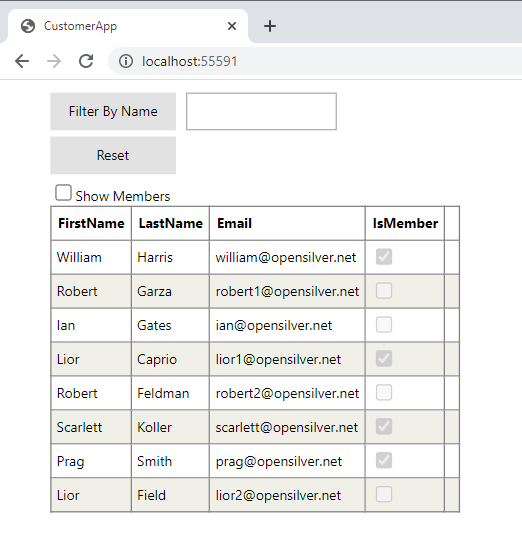 CustomerApp
localhost:55591
Filter By Name
Reset
Show Members
FirstName LastName Email IsMember
William Harris william@opensilver.net
Robert Garza robert1@opensilver.net
Ian Gates ian@opensilver.net
Lior Caprio lior1@opensilver.net
Robert Feldman robert2@opensilver.net
Scarlett Koller scarlett@opensilver.net
Prag Smith prag@opensilver.net
Lior Field lior2@opensilver.net